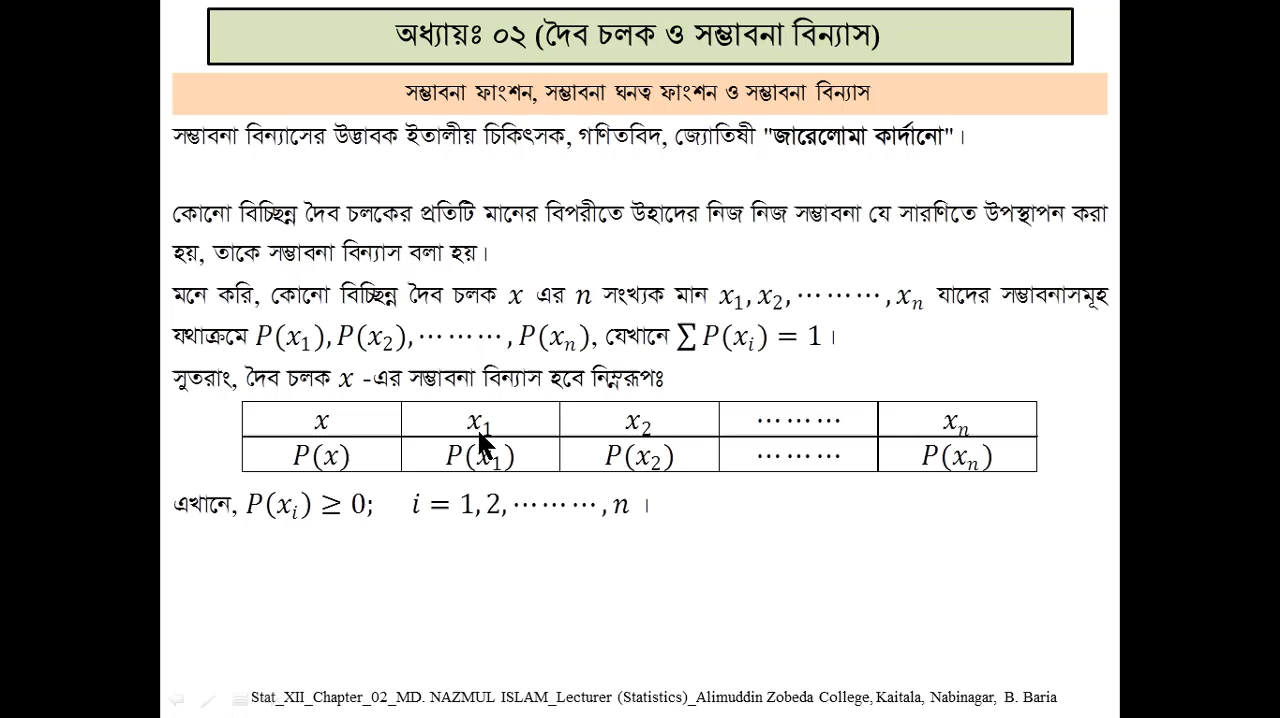 অধ্যায়ঃ ০২ (দৈব চলক ও সম্ভাবনা বিন্যাস)
সম্ভাবনা ফাংশন, সম্ভাবনা ঘনত্ব ফাংশন ও সম্ভাবনা বিন্যাস
সম্ভাবনা বিন্যাসের উদ্ভাবক ইতালীয় চিকিৎসক, গণিতবিদ, জ্যোতিষী "জারেলোমা কার্দানো"।
কোনো বিচ্ছিন্ন দৈব চলকের প্রতিটি মানের বিপরীতে উহাদের নিজ নিজ সম্ভাবনা যে সারণিতে উপস্থাপন করা
হয়, তাকে সম্ভাবনা বিন্যাস বলা হয়।
মনে করি, কোনো বিচ্ছিন্ন দৈব চলক x এর n সংখ্যক মান x₁, x₂, ⋯⋯⋯, xₙ যাদের সম্ভাবনাসমূহ
যথাক্রমে P(x₁), P(x₂), ⋯⋯⋯, P(xₙ), যেখানে ∑ P(xᵢ) = 1।
সুতরাং, দৈব চলক x -এর সম্ভাবনা বিন্যাস হবে নিম্নরূপঃ
x x₁ x₂ ⋯⋯⋯ xₙ
P(x) P(x₁) P(x₂) ⋯⋯⋯ P(xₙ)
এখানে, P(xᵢ) ≥ 0; i = 1, 2, ⋯⋯⋯, n ।
Stat_XII_Chapter_02_MD. NAZMUL ISLAM_Lecturer (Statistics)_Alimuddin Zobeda College, Kaitala, Nabinagar, B. Baria